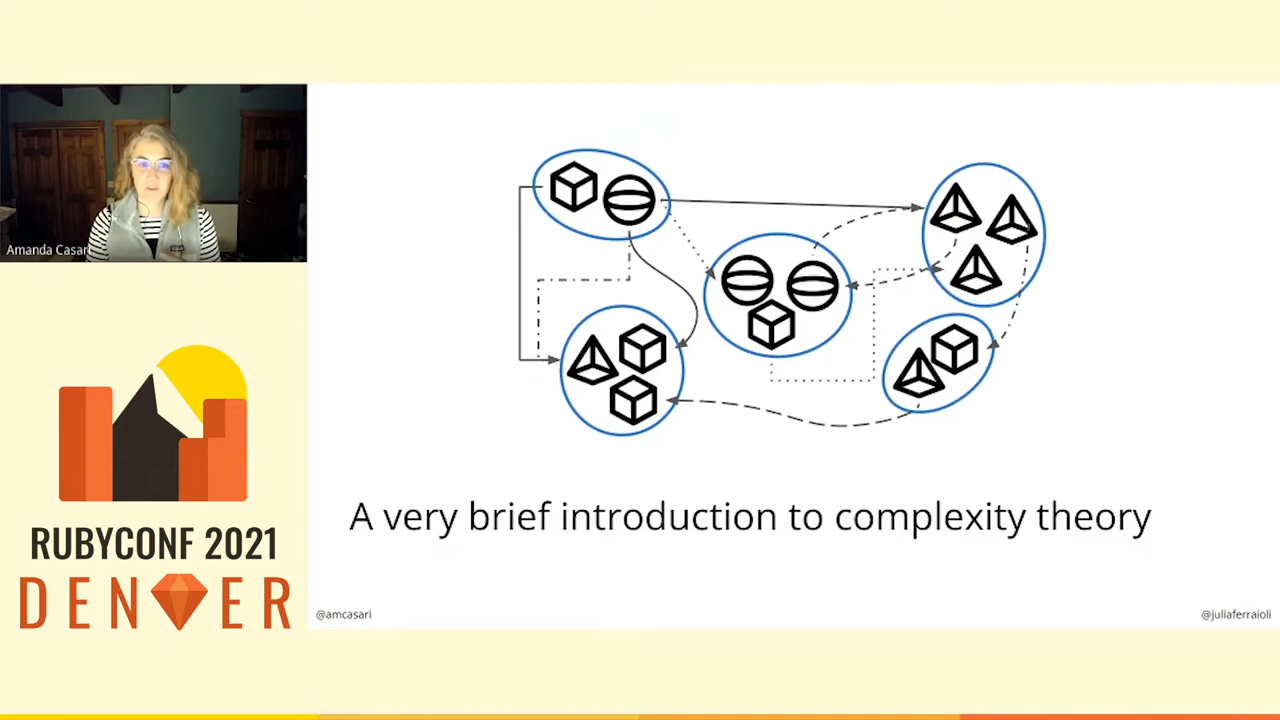 Amanda Casari
RUBYCONF 2021
DENVER
A very brief introduction to complexity theory
@amcasari
@juliaferraioli